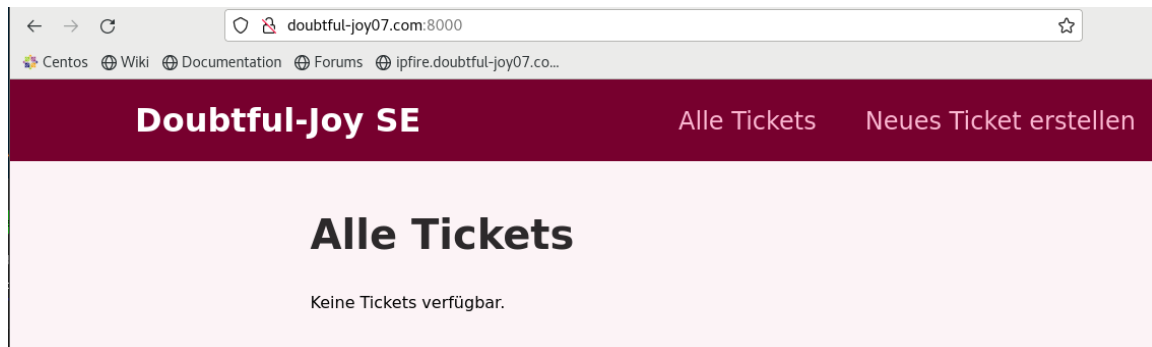 doubtful-joy07.com:8000
Centos Wiki Documentation Forums ipfire.doubtful-joy07.co...
Doubtful-Joy SE Alle Tickets Neues Ticket erstellen
Alle Tickets
Keine Tickets verfügbar.